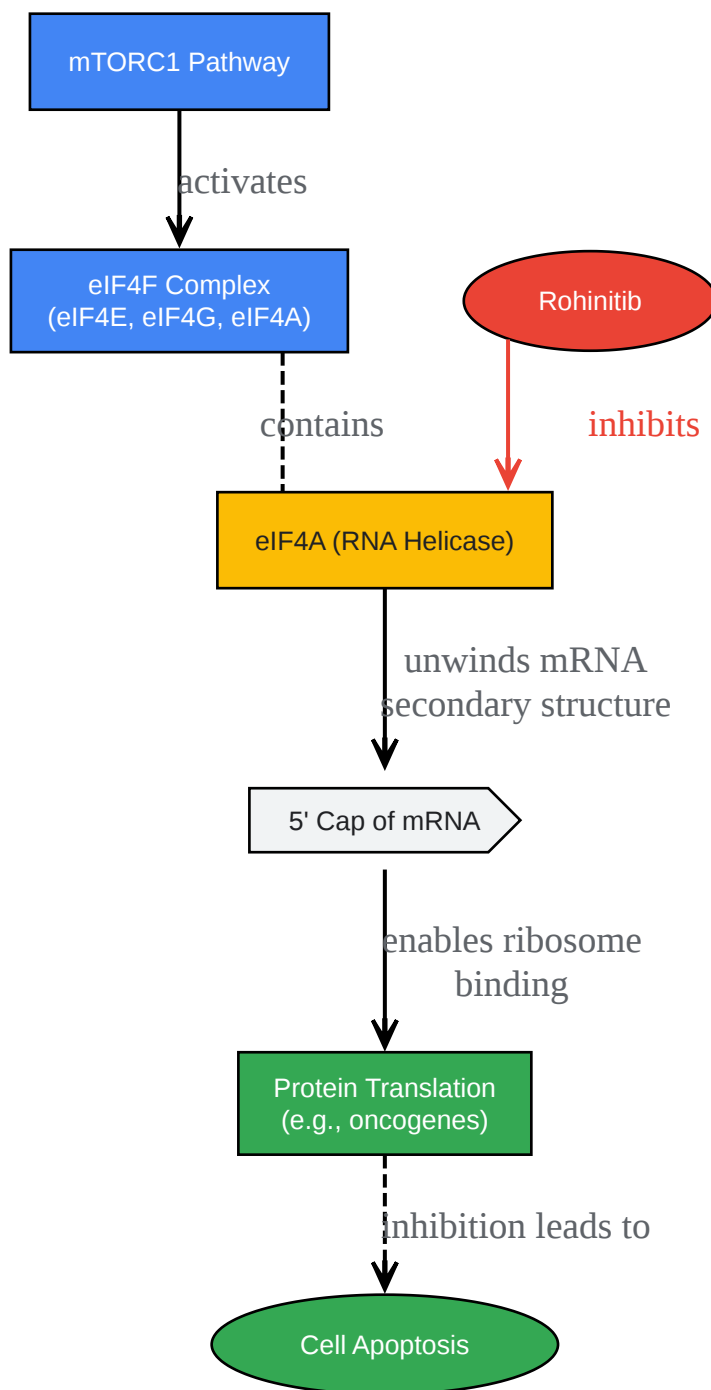 mTORC1 Pathway
activates
eIF4F Complex
(eIF4E, eIF4G, eIF4A)
Rohinitib
contains
inhibits
eIF4A (RNA Helicase)
unwinds mRNA
secondary structure
5' Cap of mRNA
enables ribosome
binding
Protein Translation
(e.g., oncogenes)
inhibition leads to
Cell Apoptosis